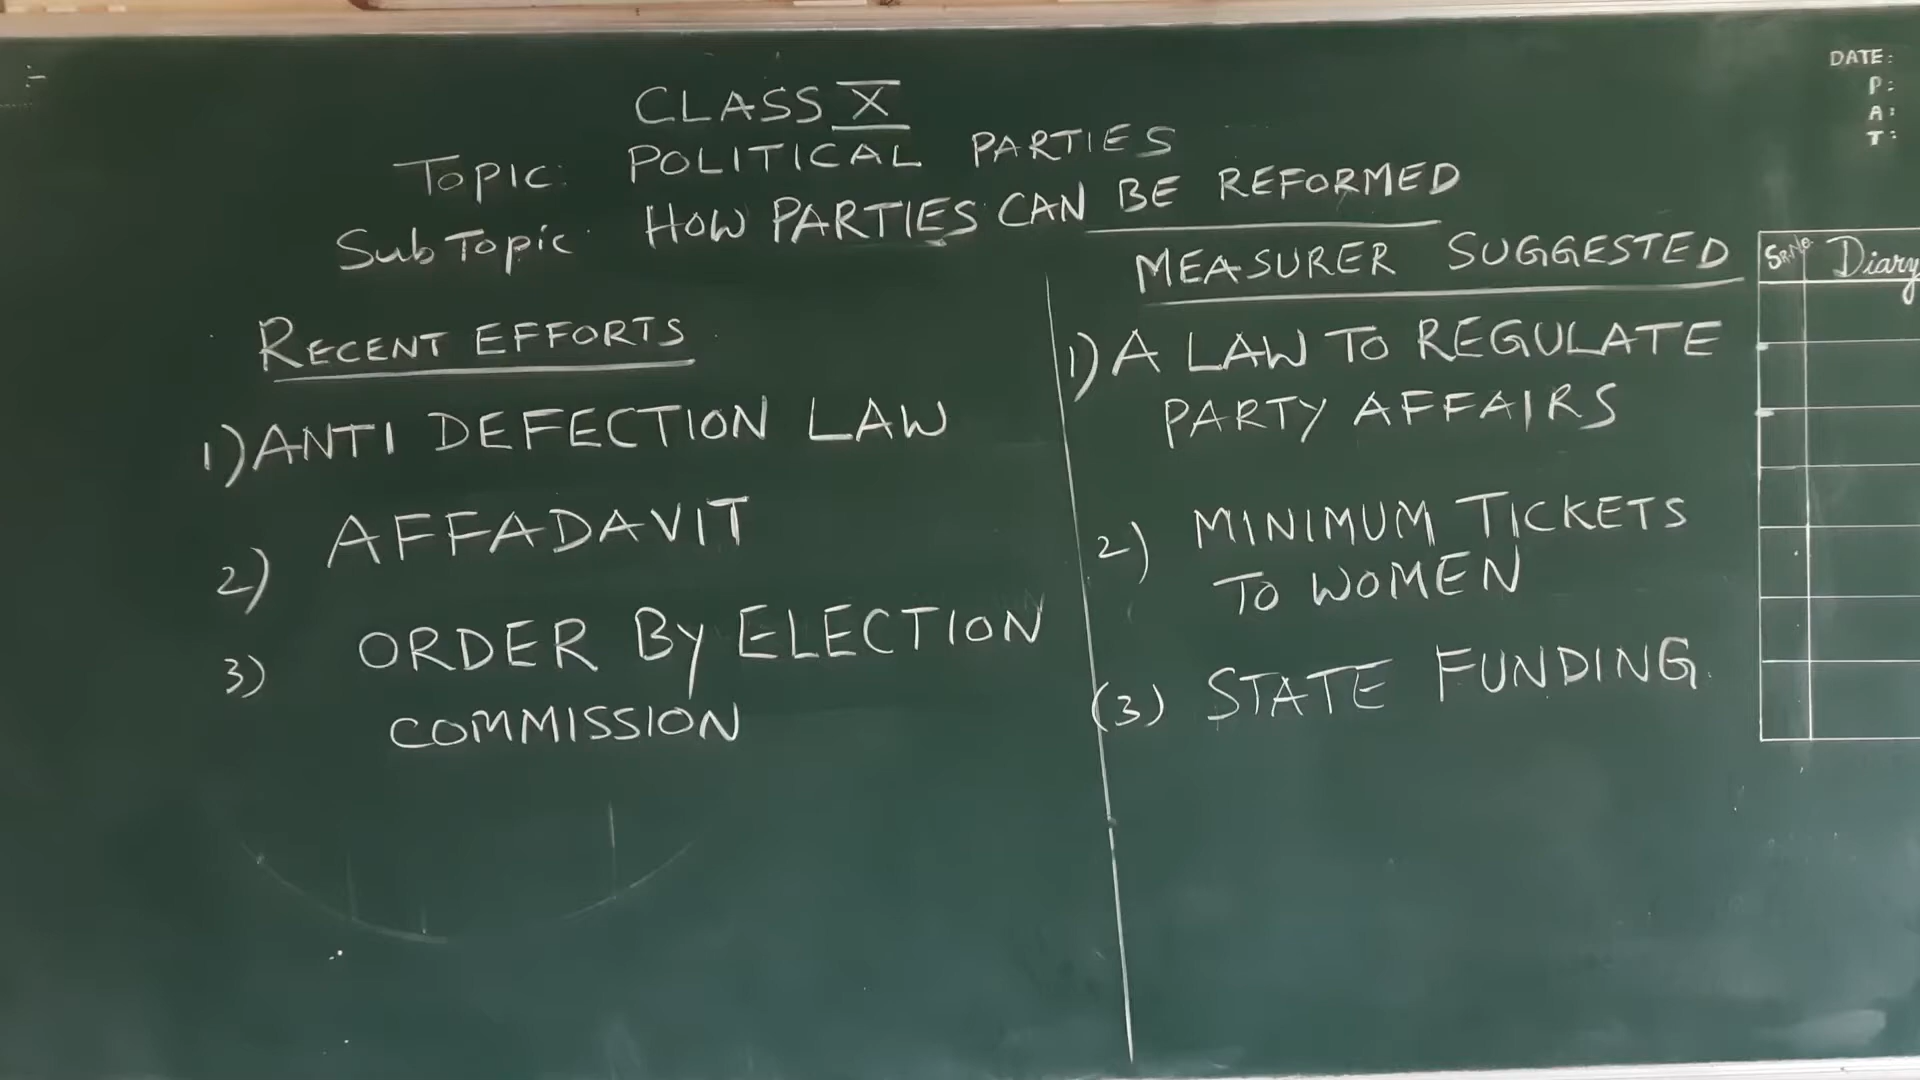 CLASS X
Topic: POLITICAL PARTIES
Sub Topic: HOW PARTIES CAN BE REFORMED
RECENT EFFORTS
1) ANTI DEFECTION LAW
2) AFFADAVIT
3) ORDER By ELECTION
COMMISSION
MEASURER SUGGESTED
1) A LAW TO REGULATE
PARTY AFFAIRS
2) MINIMUM TICKETS
TO WOMEN
(3) STATE FUNDING.
DATE:
P:
A:
T:
Sr.No. Diary